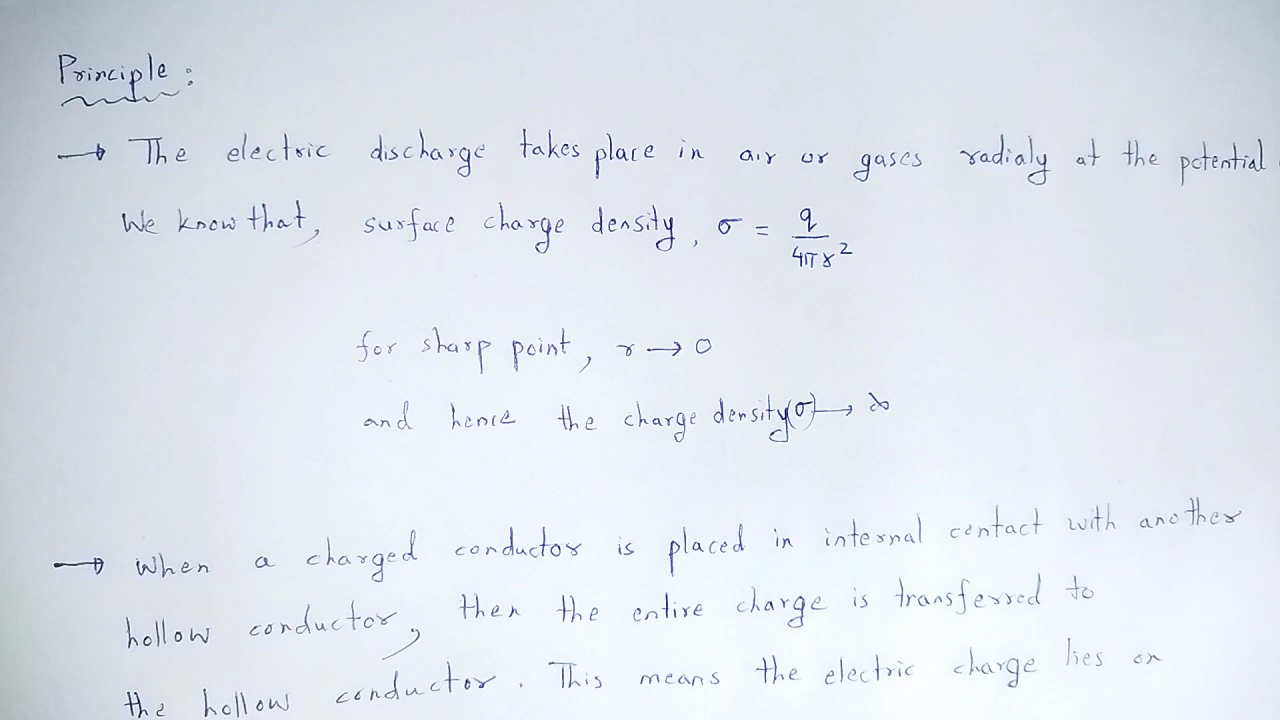 Principle :
→ The electric discharge takes place in air or gases radialy at the potential
We know that, surface charge density, σ = q/4πr²
for sharp point, r → 0
and hence the charge density(σ) → ∞
→ When a charged conductor is placed in internal contact with another
hollow conductor, then the entire charge is transferred to
the hollow conductor. This means the electric charge lies on